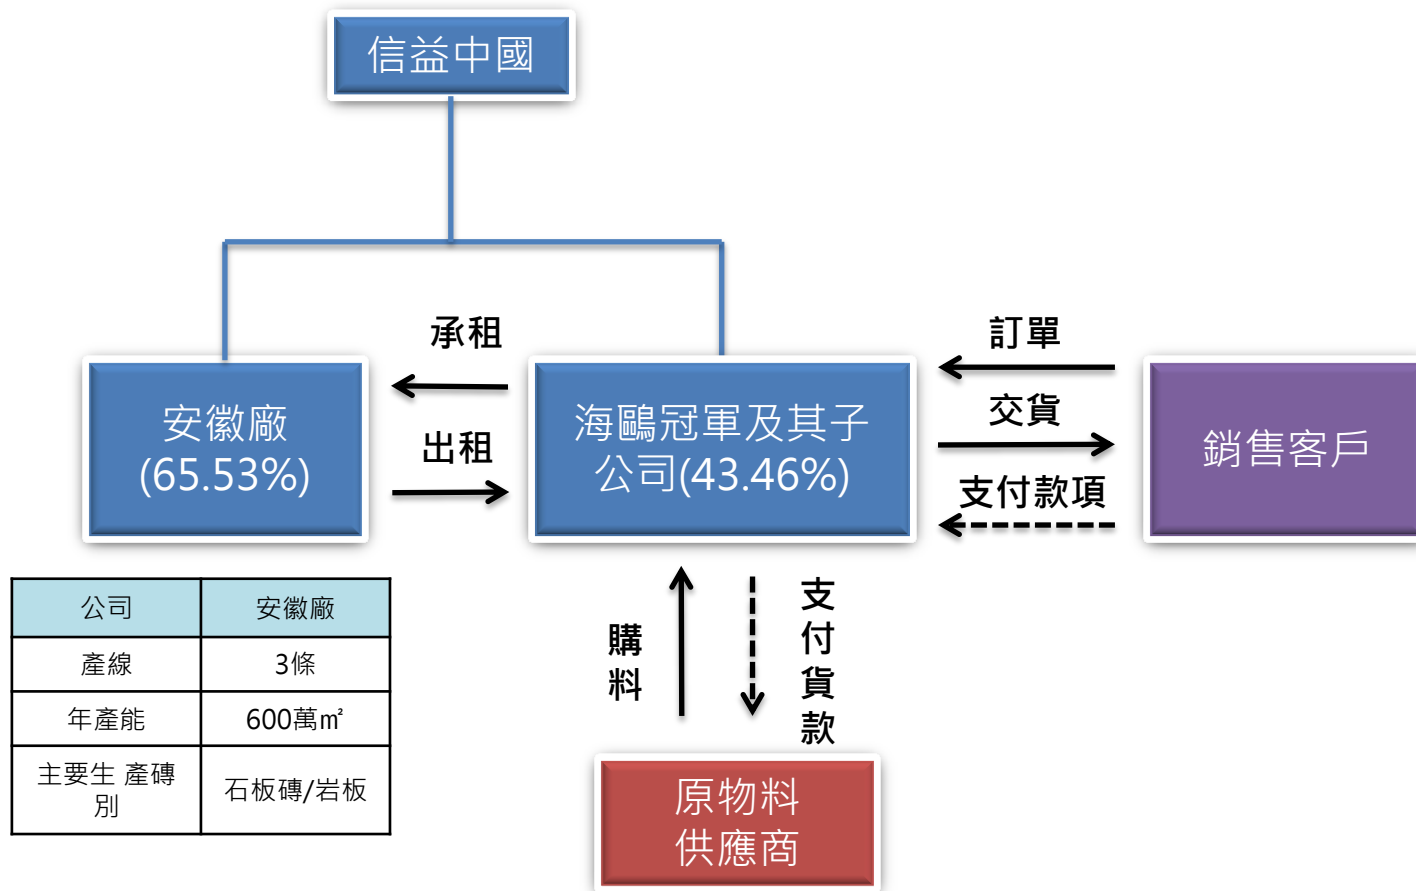 信益中國
承租
訂單
安徽廠
(65.53%)
出租
海鷗冠軍及其子
公司(43.46%)
交貨
支付款項
銷售客戶
公司 安徽廠
產線 3條
年產能 600萬㎡
主要生 產磚
別
石板磚/岩板
購
料
支
付
貨
款
原物料
供應商